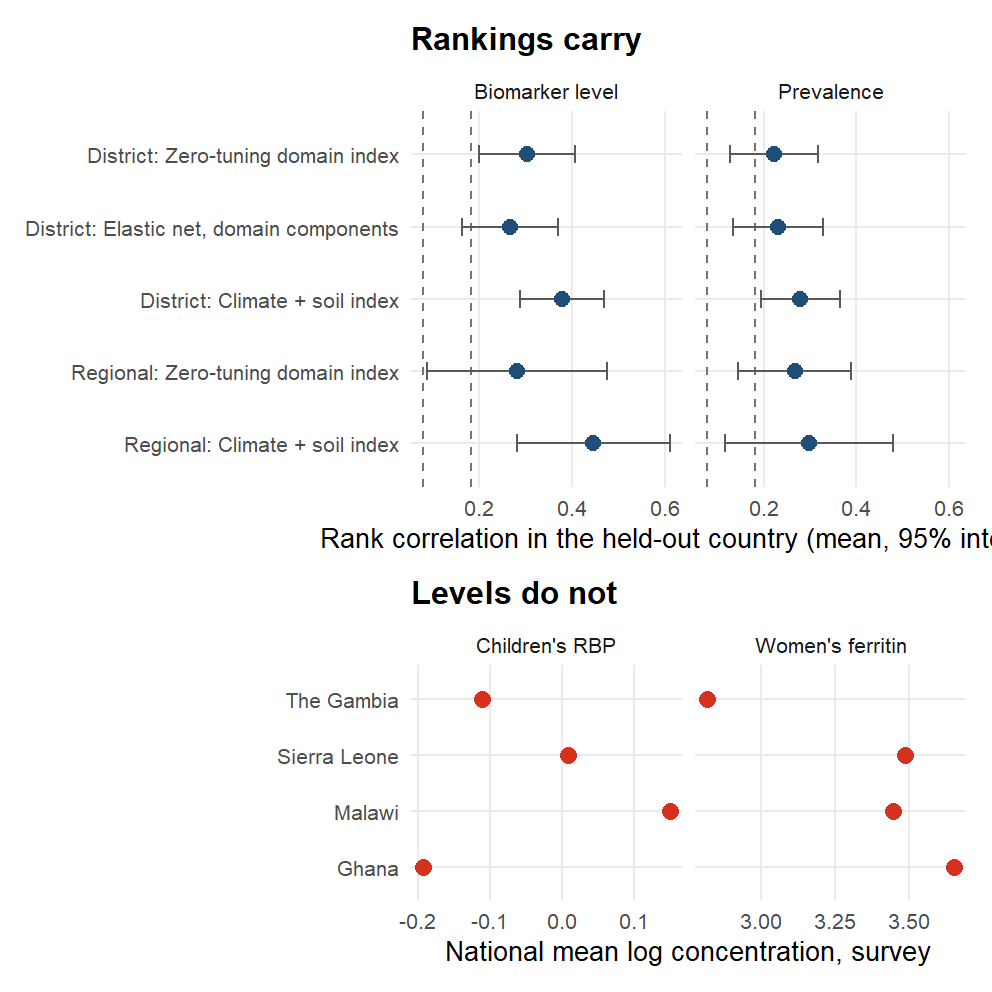 Rankings carry
Biomarker level
Prevalence
District: Zero-tuning domain index
District: Elastic net, domain components
District: Climate + soil index
Regional: Zero-tuning domain index
Regional: Climate + soil index
0.2 0.4 0.6
0.2 0.4 0.6
Rank correlation in the held-out country (mean, 95%
Levels do not
Children's RBP
Women's ferritin
The Gambia
Sierra Leone
Malawi
Ghana
-0.2 -0.1 0.0 0.1
3.00 3.25 3.50
National mean log concentration, survey